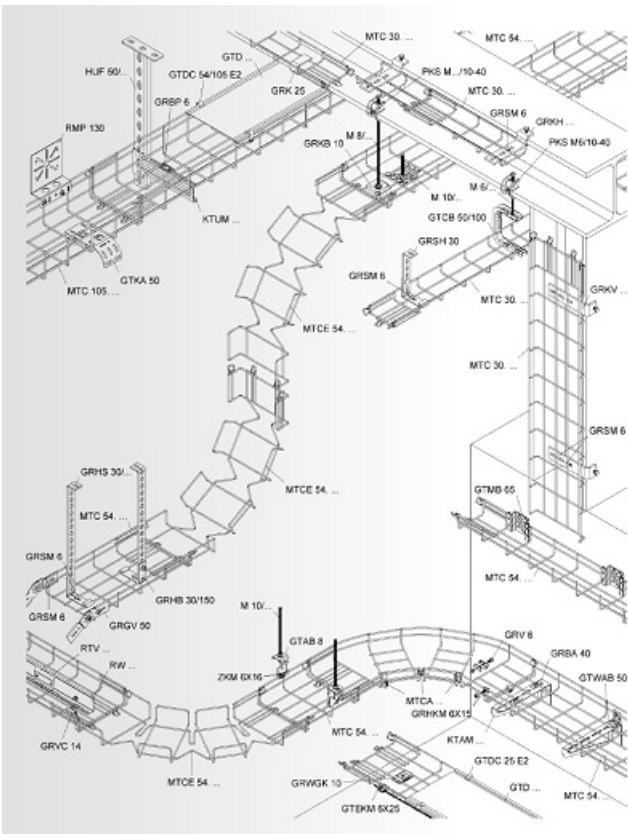 MTC 30. ...
MTC 54. ...
GTD ...
HUF 50/...
GTDC 54/105 E2
GRK 25
PKS M.../10-40
MTC 30. ...
GRBP 6
GRSM 6
GRKH ...
RMP 130
M 8/...
GRKB 10
PKS M6/10-40
M 10/...
M 6/...
KTUM ...
GTCB 50/100
GRSH 30
GTKA 50
MTC 105. ...
GRSM 6
MTC 30. ...
GRKV ...
MTCE 54. ...
MTC 30. ...
GRSM 6
GRHS 30/...
MTCE 54. ...
GTMB 65
MTC 54. ...
GRSM 6
MTC 54. ...
GRSM 6
GRHB 30/150
GRGV 50
M 10/...
GTAB 8
GRV 6
GRBA 40
RTV ...
RW ...
ZKM 6X16
GTWAB 50
MTCA ...
GRHKM 6X15
GRVC 14
MTC 54. ...
KTAM ...
MTCE 54. ...
GTDC 25 E2
GRWGK 10
GTD ...
MTC 54. ...
GTEKM 6X25